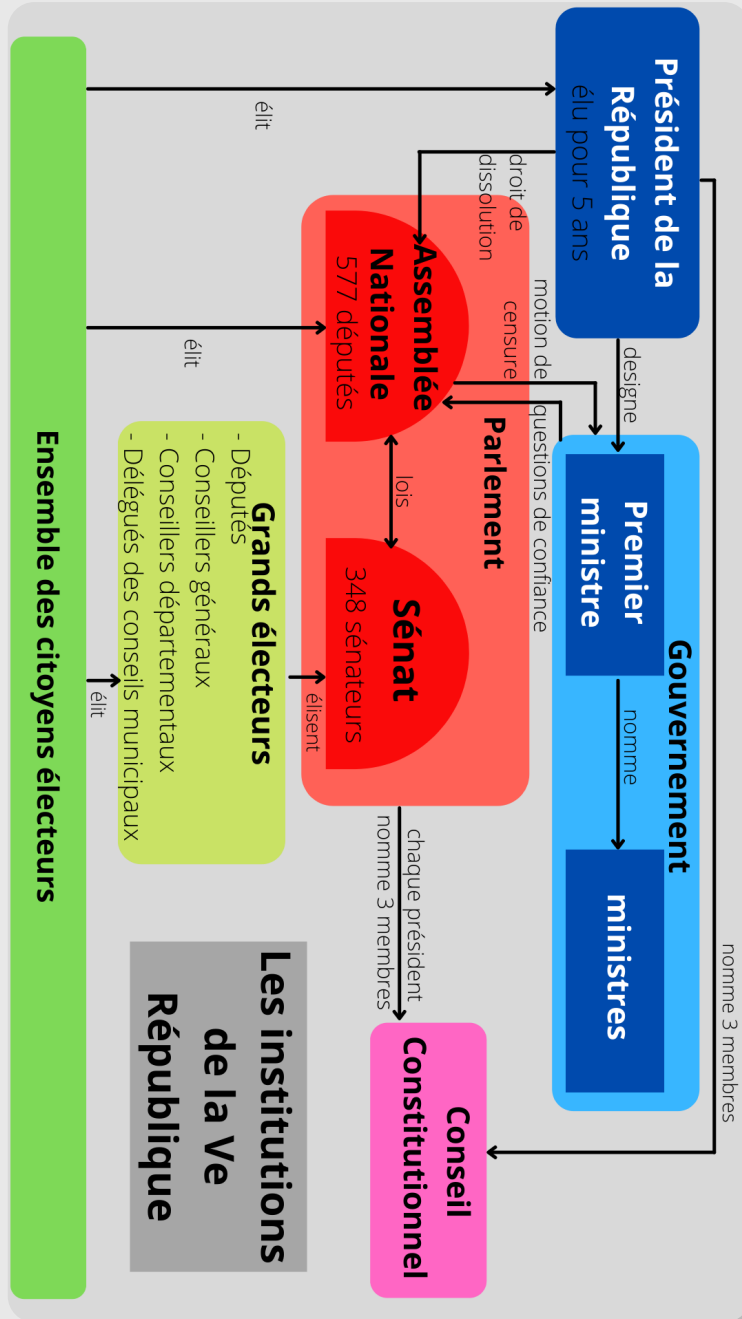 Président de la
République
élu pour 5 ans
nomme 3 membres
designe
Gouvernement
Premier
ministre
nomme
ministres
droit de
dissolution
motion de
censure
questions de confiance
élit
Parlement
Assemblée
Nationale
577 députés
lois
Sénat
348 sénateurs
chaque président
nomme 3 membres
Conseil
Constitutionnel
élit
élisent
Grands électeurs
- Députés
- Conseillers généraux
- Conseillers départementaux
- Délégués des conseils municipaux
élit
Les institutions
de la Ve
République
Ensemble des citoyens électeurs